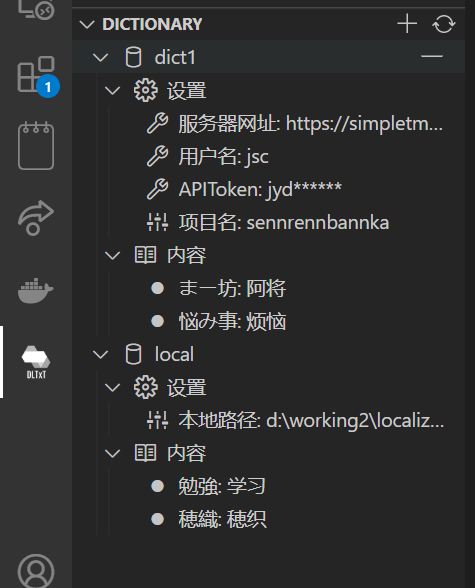 DICTIONARY
dict1
设置
服务器网址: https://simpletm...
用户名: jsc
APIToken: jyd******
项目名: sennrennbannka
内容
まー坊: 阿将
悩み事: 烦恼
local
设置
本地路径: d:\working2\localiz...
内容
勉強: 学习
穂織: 穂织
1
DLTxT